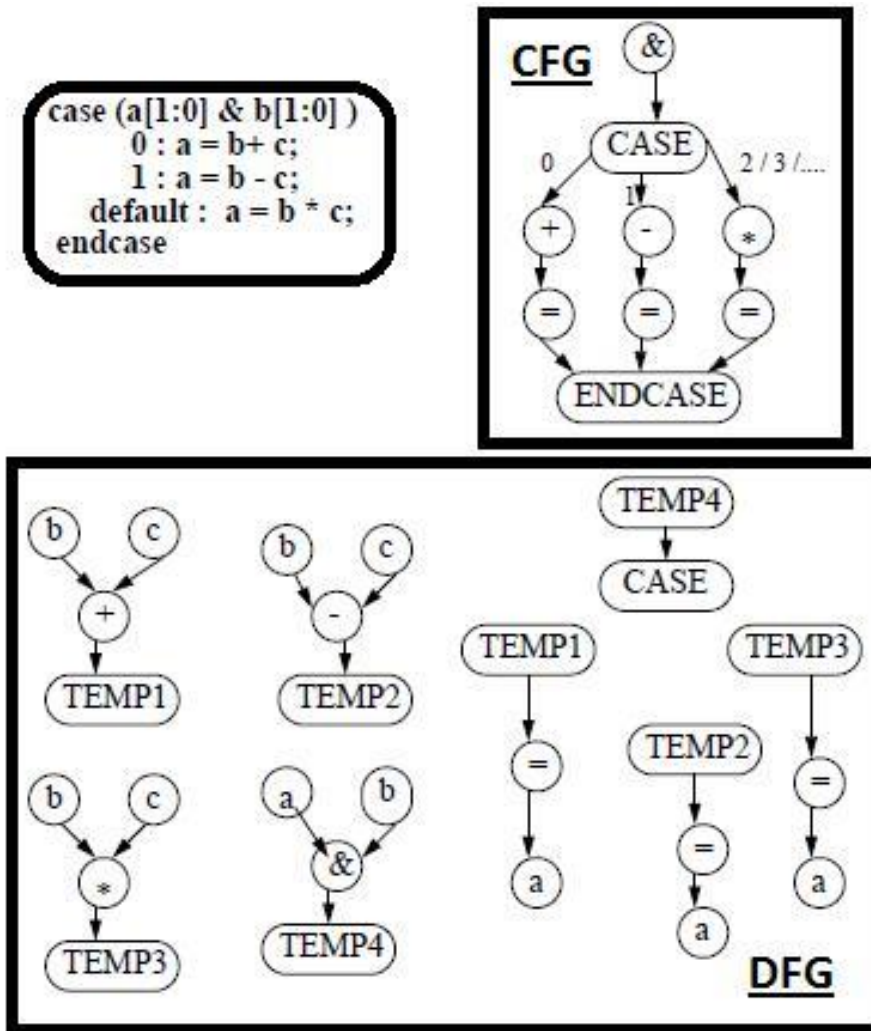 case (a[1:0] & b[1:0] )
0 : a = b+ c;
1 : a = b - c;
default : a = b * c;
endcase
CFG
&
CASE
0
1
2 / 3 /....
+
-
*
=
=
=
ENDCASE
b
c
+
TEMP1
b
c
-
TEMP2
b
c
*
TEMP3
a
b
&
TEMP4
TEMP4
CASE
TEMP1
=
a
TEMP2
=
a
TEMP3
=
a
DFG